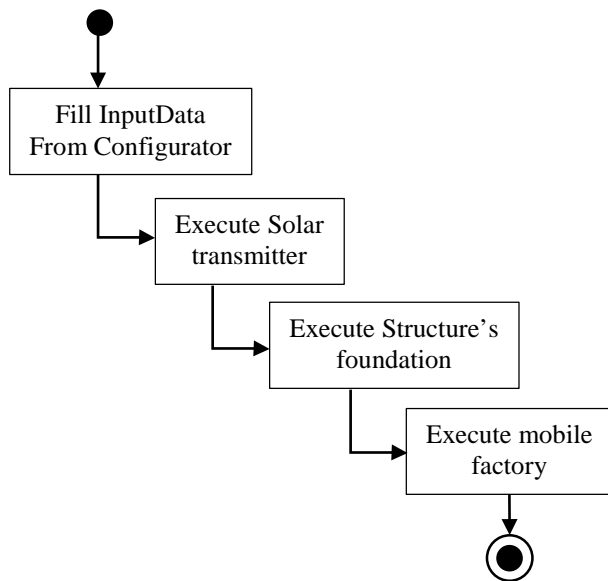 Fill InputData
From Configurator
Execute Solar
transmitter
Execute Structure’s
foundation
Execute mobile
factory